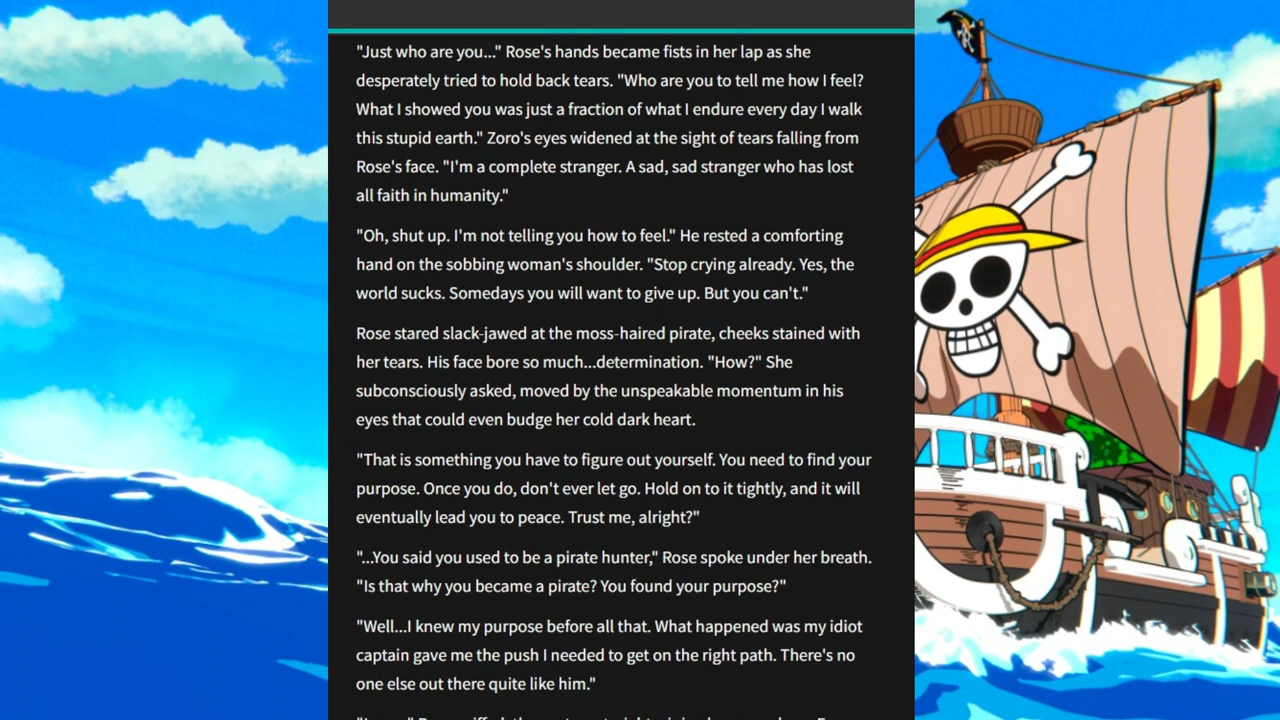 "Just who are you..." Rose's hands became fists in her lap as she
desperately tried to hold back tears. "Who are you to tell me how I feel?
What I showed you was just a fraction of what I endure every day I walk
this stupid earth." Zoro's eyes widened at the sight of tears falling from
Rose's face. "I'm a complete stranger. A sad, sad stranger who has lost
all faith in humanity."
"Oh, shut up. I'm not telling you how to feel." He rested a comforting
hand on the sobbing woman's shoulder. "Stop crying already. Yes, the
world sucks. Somedays you will want to give up. But you can't."
Rose stared slack-jawed at the moss-haired pirate, cheeks stained with
her tears. His face bore so much...determination. "How?" She
subconsciously asked, moved by the unspeakable momentum in his
eyes that could even budge her cold dark heart.
"That is something you have to figure out yourself. You need to find your
purpose. Once you do, don't ever let go. Hold on to it tightly, and it will
eventually lead you to peace. Trust me, alright?"
"...You said you used to be a pirate hunter," Rose spoke under her breath.
"Is that why you became a pirate? You found your purpose?"
"Well...I knew my purpose before all that. What happened was my idiot
captain gave me the push I needed to get on the right path. There's no
one else out there quite like him."